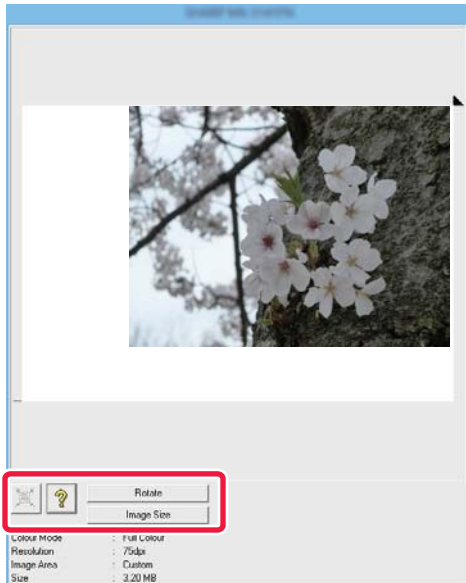 ?
Rotate
Image Size
Colour Mode : Full Colour
Resolution : 75dpi
Image Area : Custom
Size : 3.20 MB